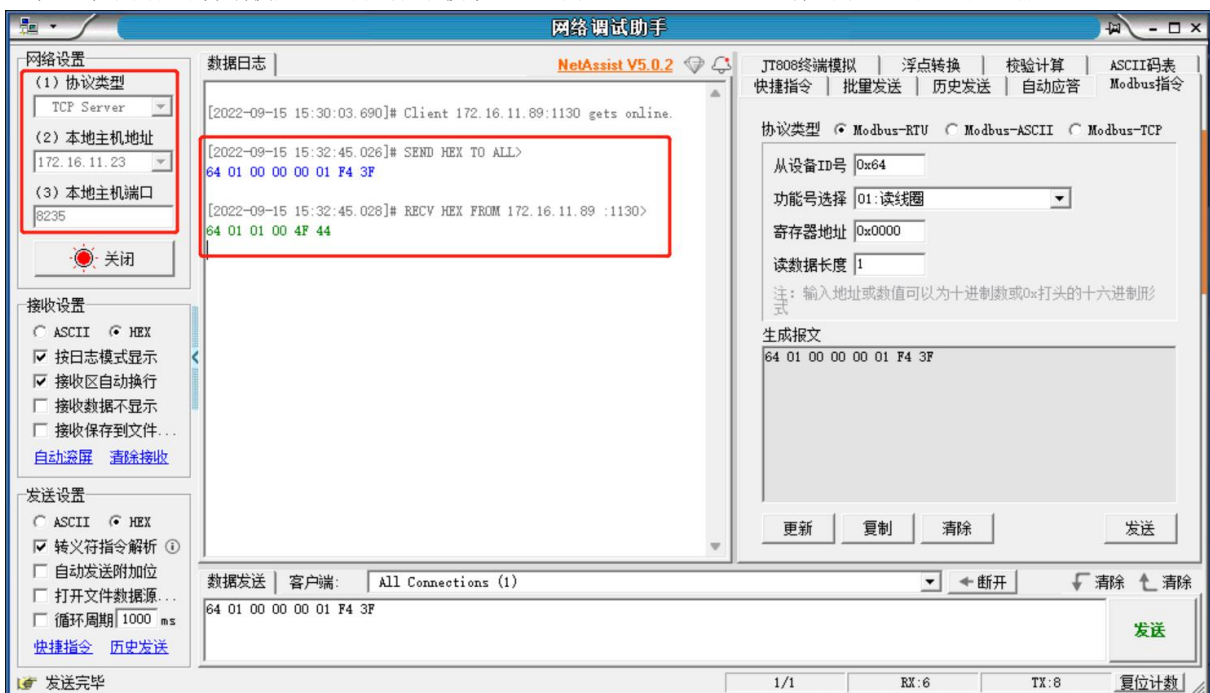 网络调试助手
网络设置
(1) 协议类型
TCP Server
(2) 本地主机地址
172.16.11.23
(3) 本地主机端口
8235
关闭
接收设置
ASCII HEX
按日志模式显示
接收区自动换行
接收数据不显示
接收保存到文件...
自动滚屏 清除接收
发送设置
ASCII HEX
转义符指令解析
自动发送附加位
打开文件数据源...
循环周期 1000 ms
快捷指令 历史发送
数据日志 NetAssist V5.0.2
[2022-09-15 15:30:03.690]# Client 172.16.11.89:1130 gets online.
[2022-09-15 15:32:45.026]# SEND HEX TO ALL>
64 01 00 00 00 01 F4 3F
[2022-09-15 15:32:45.028]# RECV HEX FROM 172.16.11.89 :1130>
64 01 01 00 4F 44
JT808终端模拟 浮点转换 校验计算 ASCII码表
快捷指令 批量发送 历史发送 自动应答 Modbus指令
协议类型 Modbus-RTU Modbus-ASCII Modbus-TCP
从设备ID号 0x64
功能号选择 01:读线圈
寄存器地址 0x0000
读数据长度 1
注: 输入地址或数值可以为十进制数或0x打头的十六进制形
式
生成报文
64 01 00 00 00 01 F4 3F
更新 复制 清除 发送
数据发送 客户端: All Connections (1) 断开 清除 清除
64 01 00 00 00 01 F4 3F
发送
发送完毕 1/1 RX:6 TX:8 复位计数